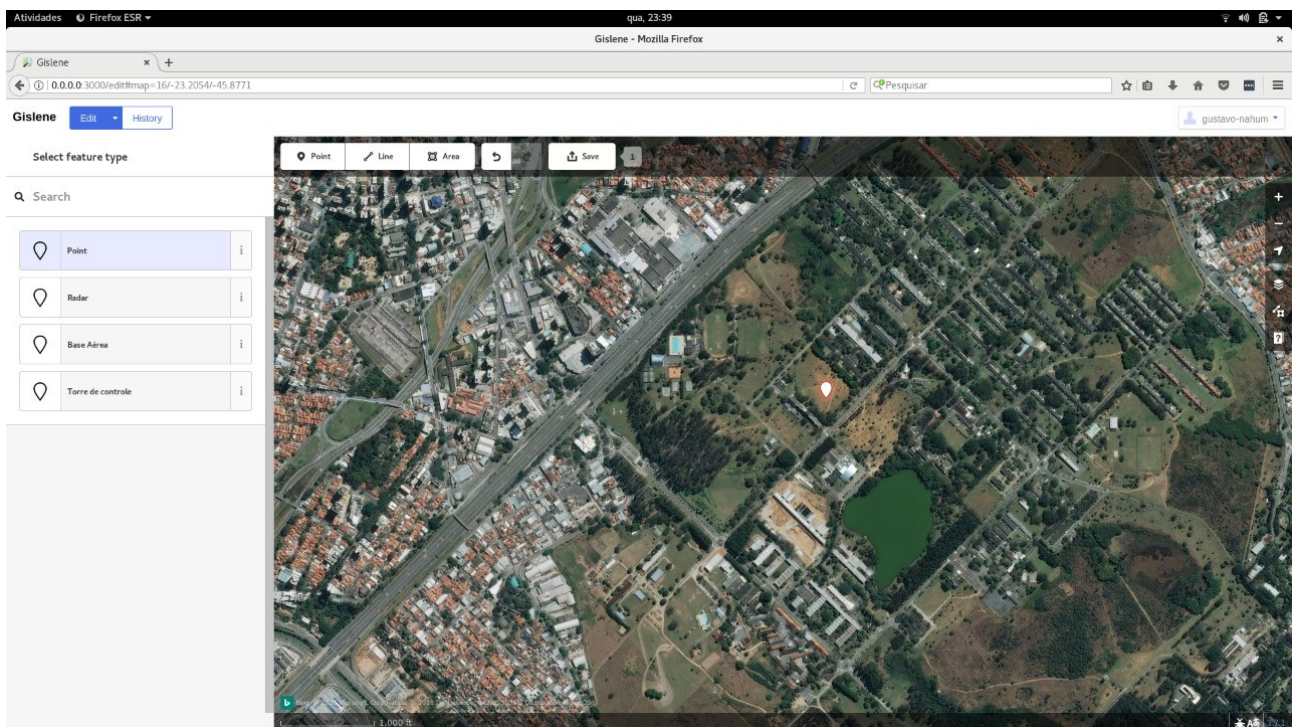 Atividades Firefox ESR qua, 23:39
Gislene - Mozilla Firefox
Gislene
0.0.0.0:3000/edit#map=16/-23.2054/-45.8771 Pesquisar
Gislene Edit History gustavo-nahum
Select feature type Point Line Area Save 1
Search
Point i
Radar i
Base Aérea i
Torre de controle i
1,000 ft